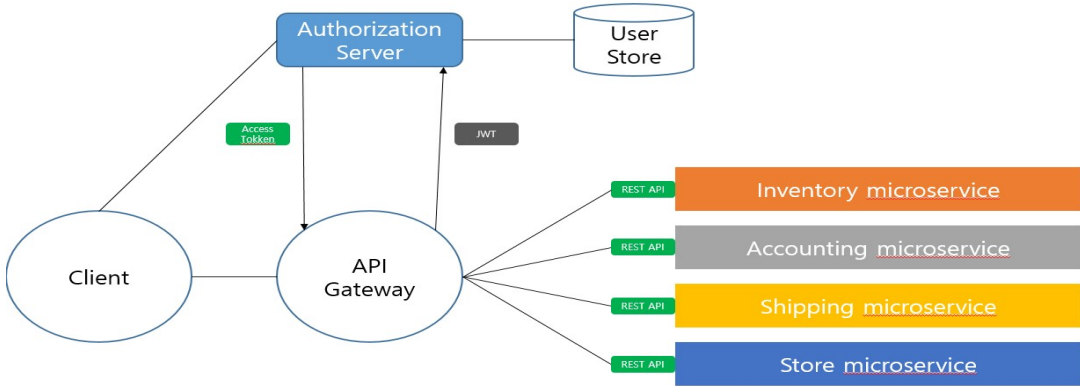 Authorization
Server
User
Store
Access
Tokken
JWT
Client
API
Gateway
REST API
Inventory microservice
REST API
Accounting microservice
REST API
Shipping microservice
REST API
Store microservice